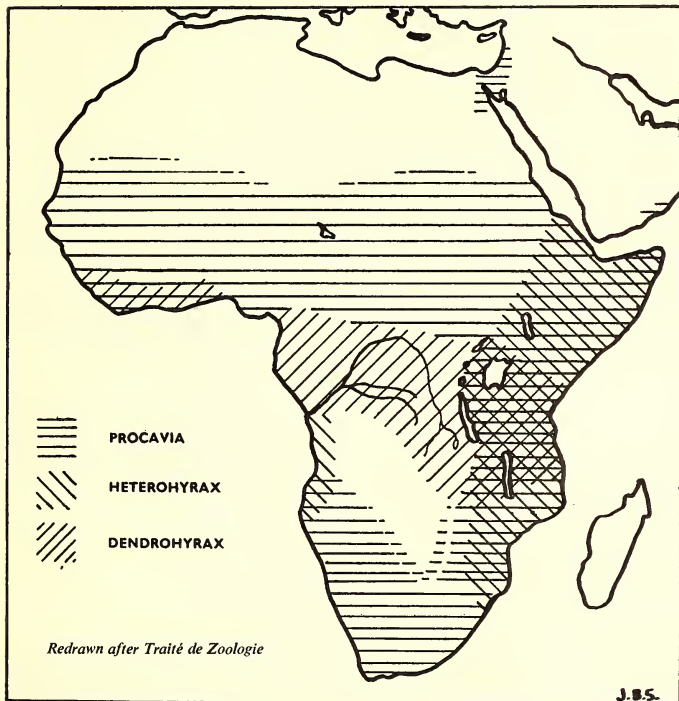 PROCAVIA
HETEROHYRAX
DENDROHYRAX
Redrawn after Traité de Zoologie
J.B.S.